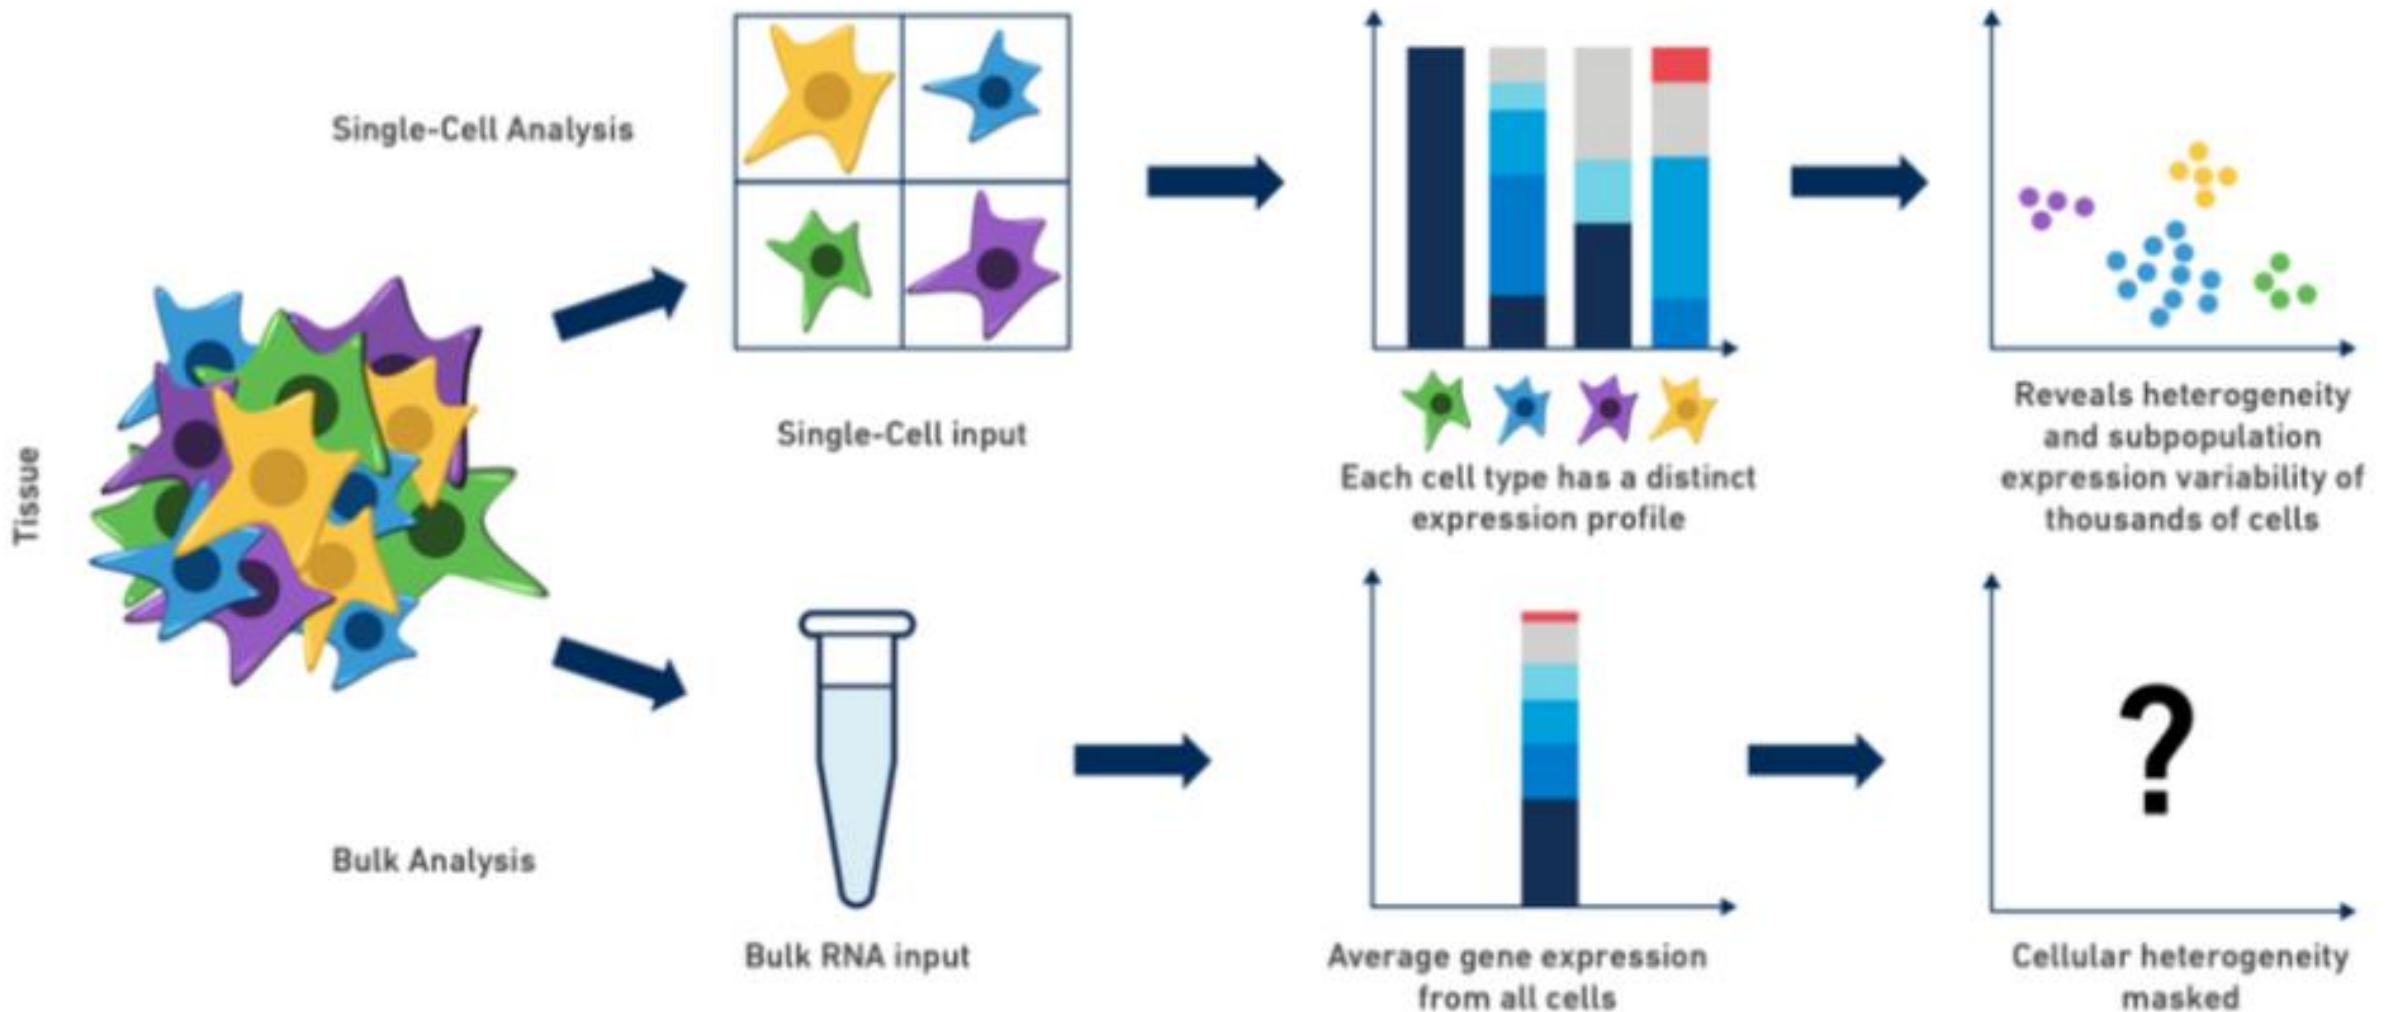 Tissue
Single-Cell Analysis
Single-Cell input
Each cell type has a distinct
expression profile
Reveals heterogeneity
and subpopulation
expression variability of
thousands of cells
Bulk Analysis
Bulk RNA input
Average gene expression
from all cells
?
Cellular heterogeneity
masked